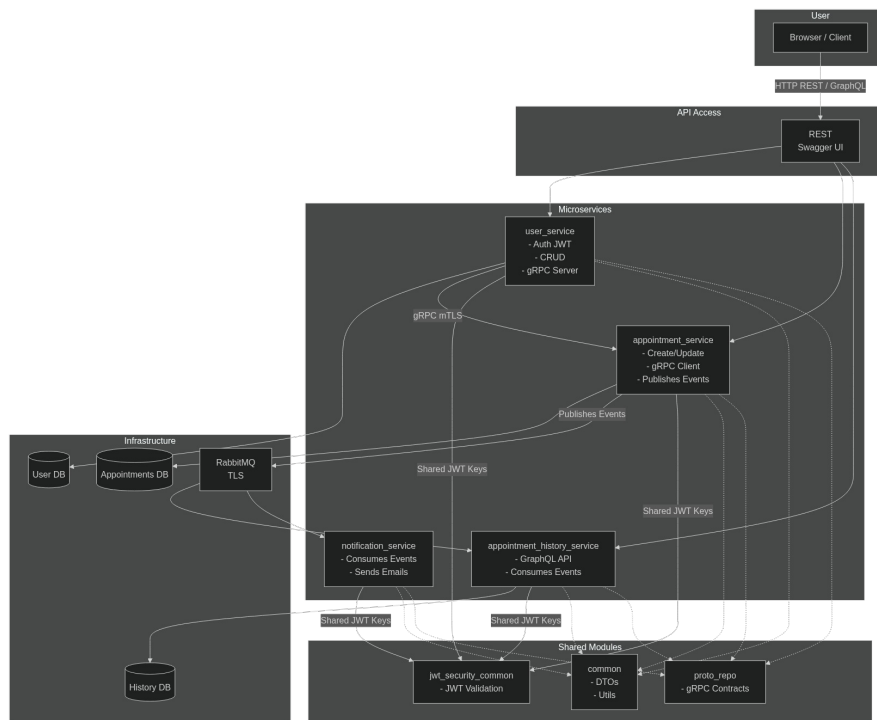 User
Browser / Client
HTTP REST / GraphQL
API Access
REST
Swagger UI
Microservices
user_service
- Auth JWT
- CRUD
- gRPC Server
gRPC mTLS
appointment_service
- Create/Update
- gRPC Client
- Publishes Events
Publishes Events
Infrastructure
User DB
Appointments DB
RabbitMQ
TLS
Shared JWT Keys
Shared JWT Keys
notification_service
- Consumes Events
- Sends Emails
appointment_history_service
- GraphQL API
- Consumes Events
Shared JWT Keys
Shared JWT Keys
History DB
Shared Modules
jwt_security_common
- JWT Validation
common
- DTOs
- Utils
proto_repo
- gRPC Contracts